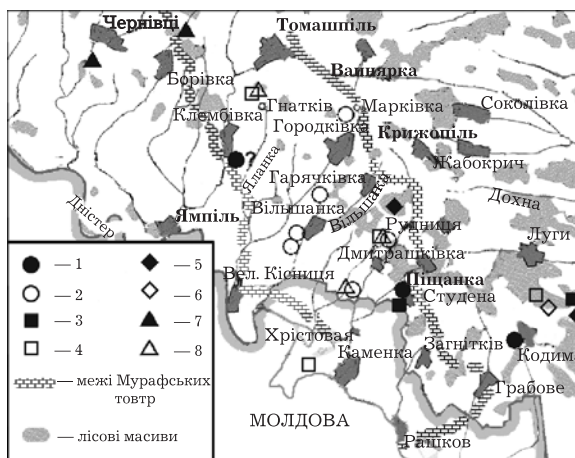 Чернівці
Томашпіль
Вапнярка
Борівка
Гнатків
Марківка
Соколівка
Клембівка
Городківка
Крижопіль
?
Жабокрич
Яланка
Гарячківка
Дохна
Дністер
Ямпіль
Вільшанка
Вільшанка
Рудниця
Луги
Дмитрашківка
Вел. Кісниця
Піщанка
Студена
Хрістовая
Загнітків
Каменка
Кодима
Грабове
МОЛДОВА
Рашков
— 1
— 5
— 2
— 6
— 3
— 7
— 4
— 8
— межі Мурафських
товтр
— лісові масиви